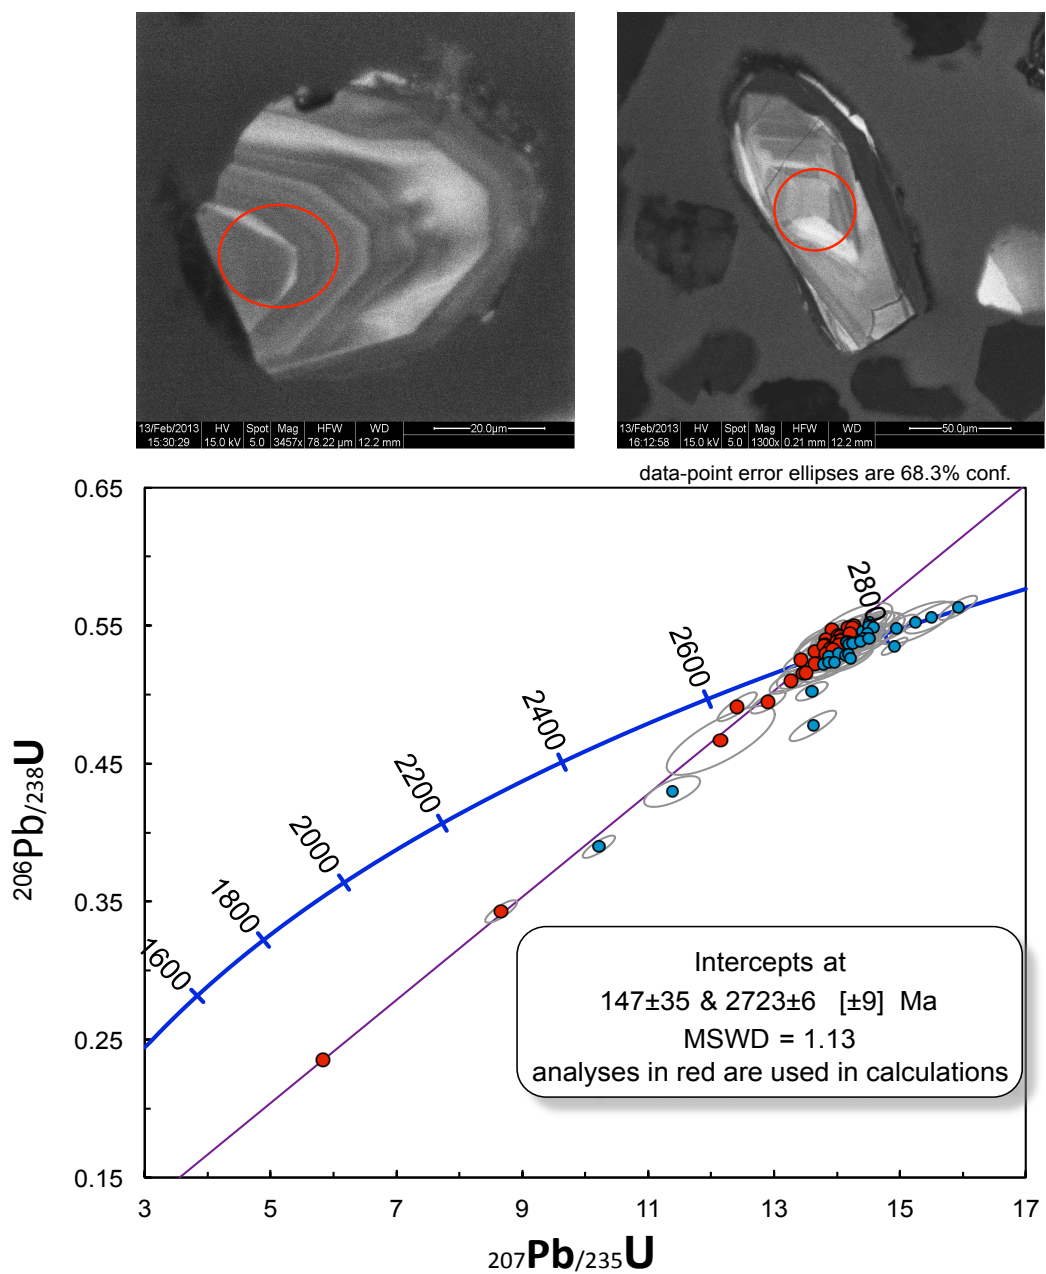 13/Feb/2013 HV Spot Mag HFW WD 20.0µm
15:30:29 15.0 kV 5.0 3457x 78.22 µm 12.2 mm
13/Feb/2013 HV Spot Mag HFW WD 50.0µm
16:12:58 15.0 kV 5.0 1300x 0.21 mm 12.2 mm
data-point error ellipses are 68.3% conf.
0.65
0.55
0.45
0.35
0.25
0.15
206Pb/238U
1600
1800
2000
2200
2400
2600
2800
Intercepts at
147±35 & 2723±6 [±9] Ma
MSWD = 1.13
analyses in red are used in calculations
3 5 7 9 11 13 15 17
207Pb/235U